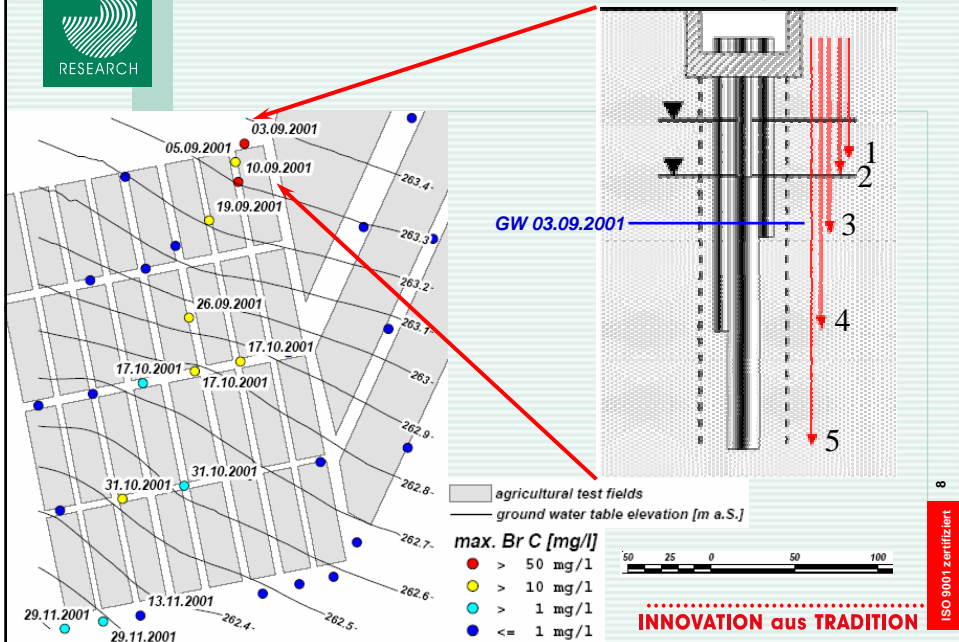 RESEARCH
03.09.2001
05.09.2001
10.09.2001
19.09.2001
263.4-
263.3
263.2-
26.09.2001
263.1
17.10.2001
17.10.2001
17.10.2001
263-
262.9
31.10.2001
31.10.2001
262.8
262.7
262.6-
262.5-
262.4-
13.11.2001
29.11.2001
29.11.2001
1
2
3
4
5
GW 03.09.2001
agricultural test fields
ground water table elevation [m a.S.]
max. Br C [mg/l]
> 50 mg/l
> 10 mg/l
> 1 mg/l
<= 1 mg/l
50 25 0 50 100
INNOVATION aus TRADITION
8
ISO 9001 zertifiziert